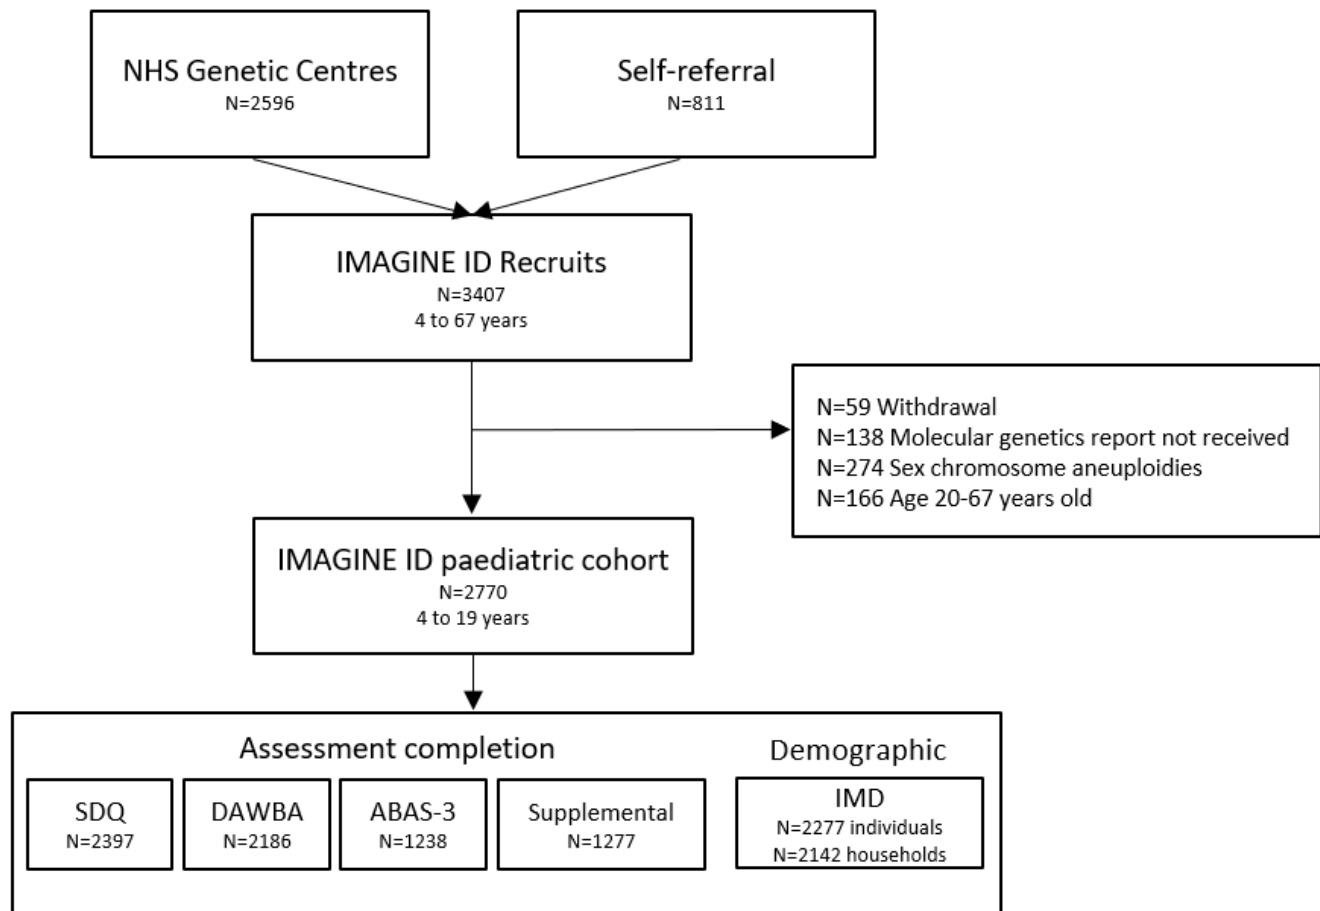 NHS Genetic Centres
N=2596
Self-referral
N=811
IMAGINE ID Recruits
N=3407
4 to 67 years
N=59 Withdrawal
N=138 Molecular genetics report not received
N=274 Sex chromosome aneuploidies
N=166 Age 20-67 years old
IMAGINE ID paediatric cohort
N=2770
4 to 19 years
Assessment completion
SDQ
N=2397
DAWBA
N=2186
ABAS-3
N=1238
Supplemental
N=1277
Demographic
IMD
N=2277 individuals
N=2142 households